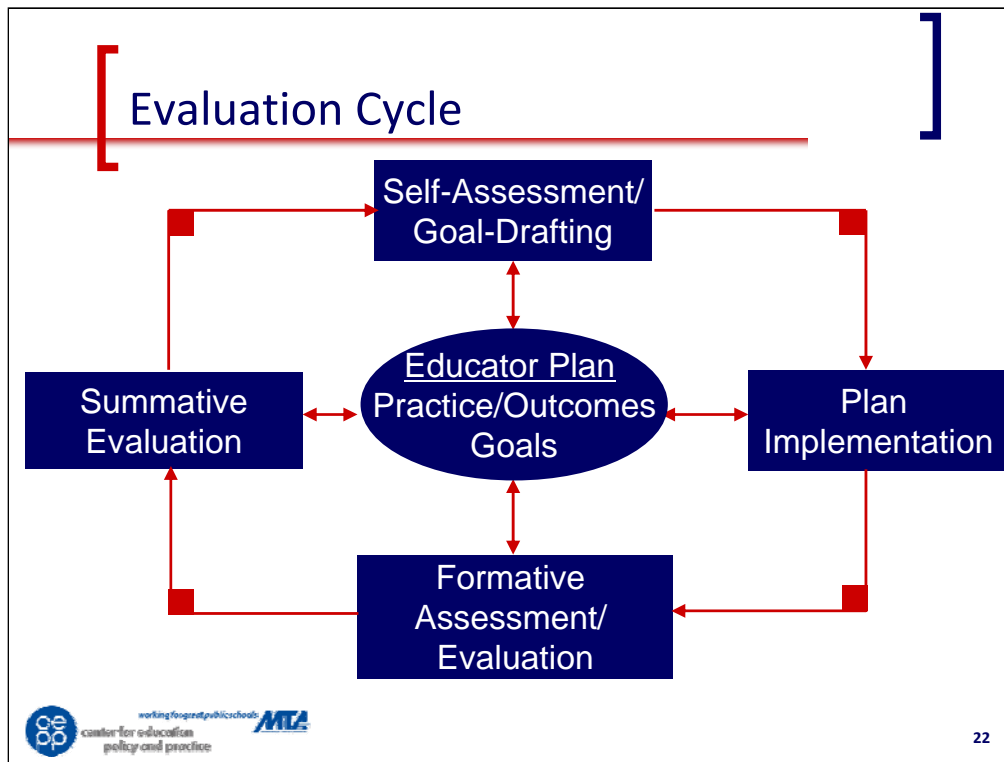 Evaluation Cycle
Self-Assessment/
Goal-Drafting
Educator Plan
Practice/Outcomes
Goals
Summative
Evaluation
Plan
Implementation
Formative
Assessment/
Evaluation
working for great public schools
MTA
cepp
center for education
policy and practice
22